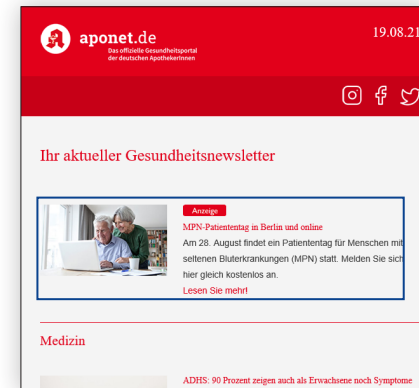 aponet.de
19.08.21
Das offizielle Gesundheitsportal
der deutschen ApothekerInnen
Ihr aktueller Gesundheitsnewsletter
Anzeige
MPN-Patiententag in Berlin und online
Am 28. August findet ein Patiententag für Menschen mit
seltenen Bluterkrankungen (MPN) statt. Melden Sie sich
hier gleich kostenlos an.
Lesen Sie mehr!
Medizin
ADHS: 90 Prozent zeigen auch als Erwachsene noch Symptome